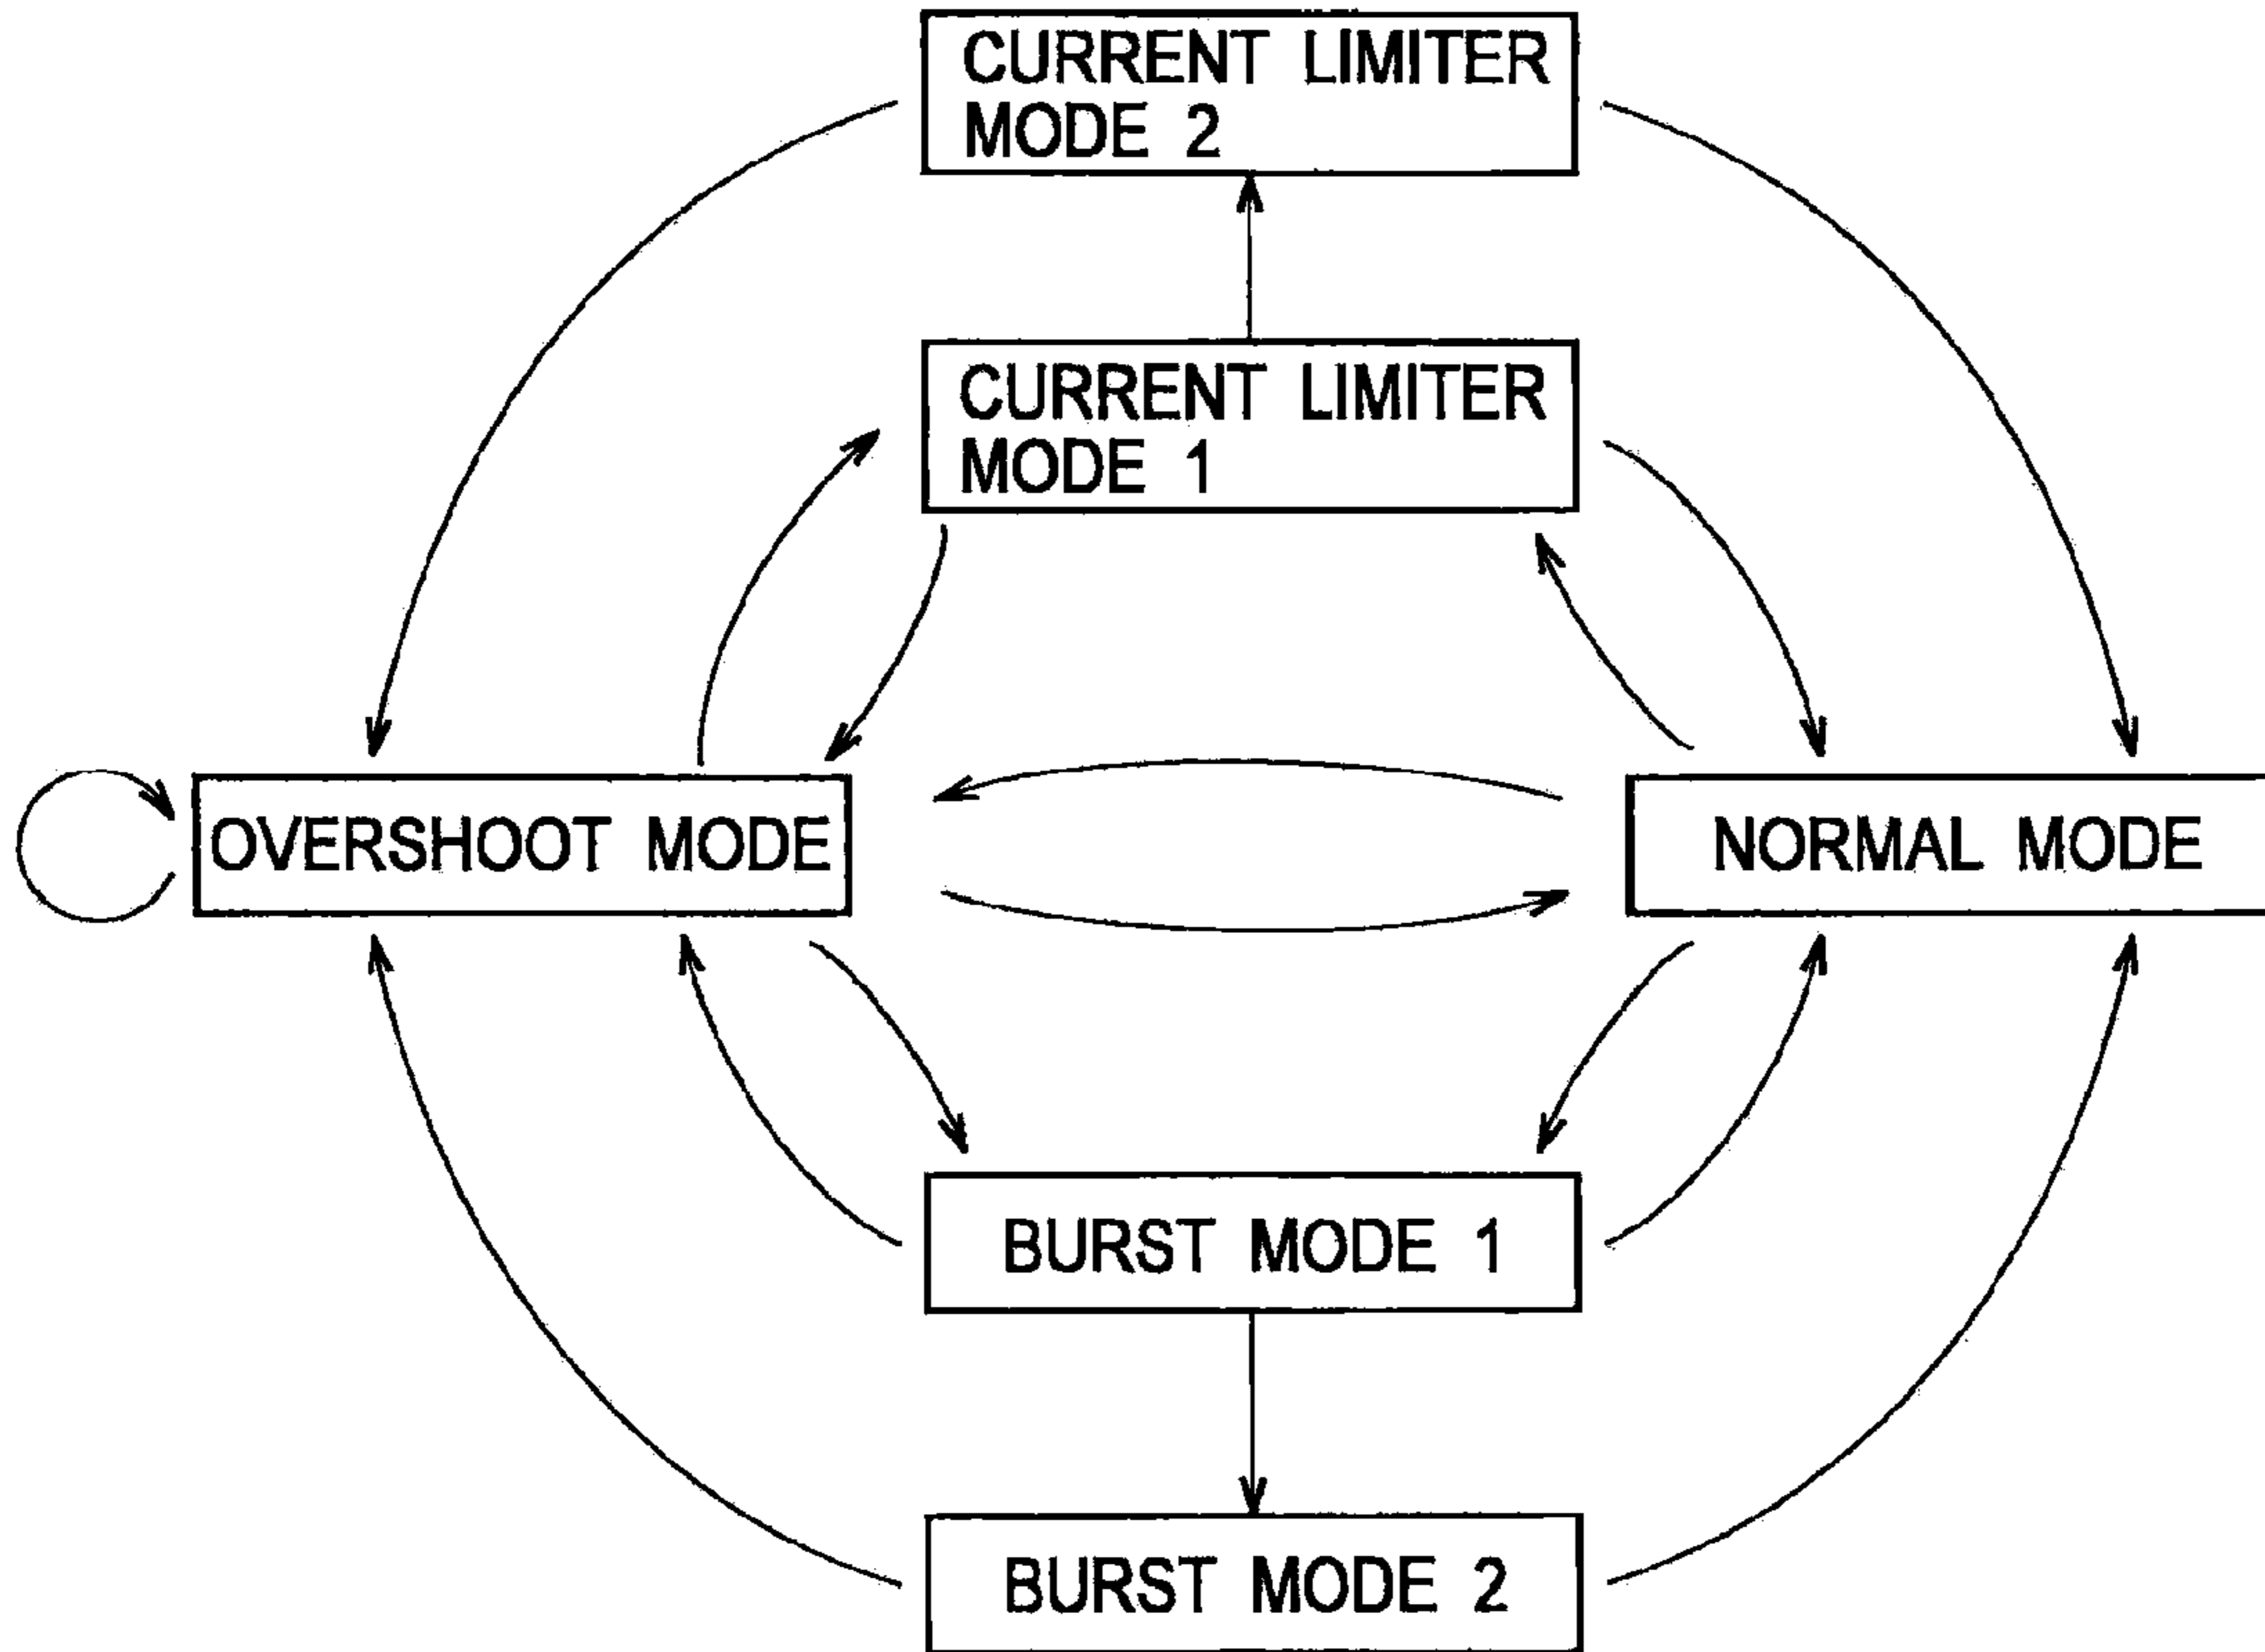 CURRENT LIMITER
MODE 2
CURRENT LIMITER
MODE 1
OVERSHOOT MODE
NORMAL MODE
BURST MODE 1
BURST MODE 2